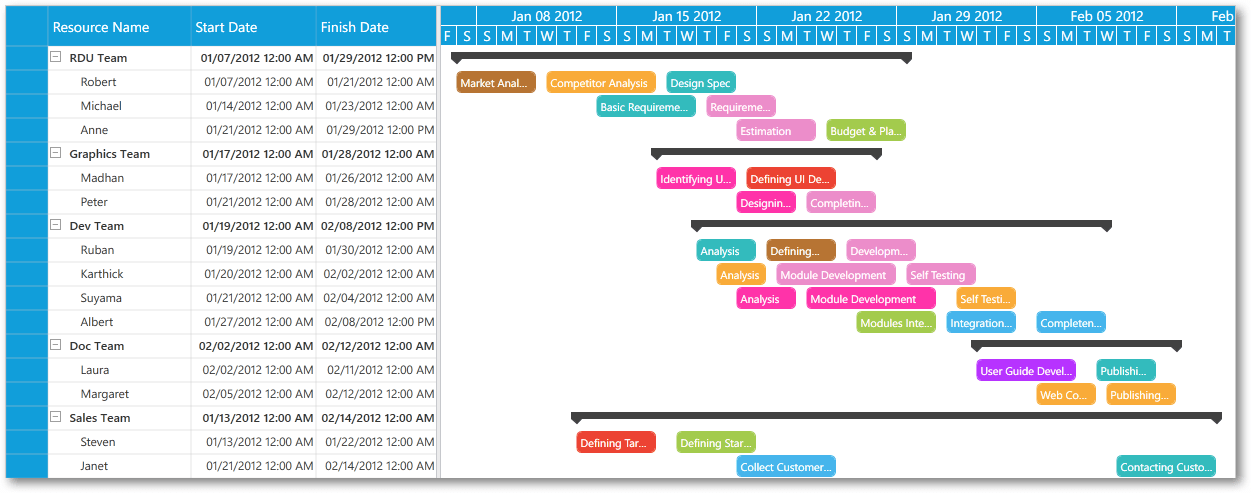 Resource Name Start Date Finish Date Jan 08 2012 Jan 15 2012 Jan 22 2012 Jan 29 2012 Feb 05 2012 Feb
F S S M T W T F S S M T W T F S S M T W T F S S M T W T F S S M T W T F S S M T
RDU Team 01/07/2012 12:00 AM 01/29/2012 12:00 PM
Robert 01/07/2012 12:00 AM 01/21/2012 12:00 AM Market Anal... Competitor Analysis Design Spec
Michael 01/14/2012 12:00 AM 01/23/2012 12:00 AM Basic Requireme... Requireme...
Anne 01/21/2012 12:00 AM 01/29/2012 12:00 PM Estimation Budget & Pla...
Graphics Team 01/17/2012 12:00 AM 01/28/2012 12:00 AM
Madhan 01/17/2012 12:00 AM 01/26/2012 12:00 AM Identifying U... Defining UI De...
Peter 01/21/2012 12:00 AM 01/28/2012 12:00 AM Designin... Completin...
Dev Team 01/19/2012 12:00 AM 02/08/2012 12:00 PM
Ruban 01/19/2012 12:00 AM 01/30/2012 12:00 AM Analysis Defining... Developm...
Karthick 01/20/2012 12:00 AM 02/02/2012 12:00 AM Analysis Module Development Self Testing
Suyama 01/21/2012 12:00 AM 02/04/2012 12:00 AM Analysis Module Development Self Testi...
Albert 01/27/2012 12:00 AM 02/08/2012 12:00 PM Modules Inte... Integration... Completen...
Doc Team 02/02/2012 12:00 AM 02/12/2012 12:00 AM
Laura 02/02/2012 12:00 AM 02/11/2012 12:00 AM User Guide Devel... Publishi...
Margaret 02/05/2012 12:00 AM 02/12/2012 12:00 AM Web Co... Publishing...
Sales Team 01/13/2012 12:00 AM 02/14/2012 12:00 AM
Steven 01/13/2012 12:00 AM 01/22/2012 12:00 AM Defining Tar... Defining Star...
Janet 01/21/2012 12:00 AM 02/14/2012 12:00 AM Collect Customer... Contacting Custo...